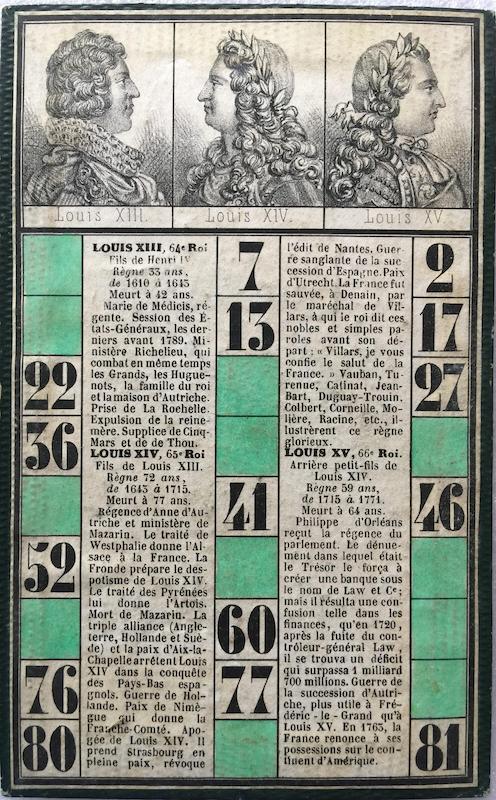 Louis XIII.
Louis XIV.
Louis XV.
22
36
52
76
80
LOUIS XIII, 64e Roi
Fils de Henri IV
Règne 33 ans,
de 1610 à 1643
Meurt à 42 ans.
Marie de Médicis, ré-
gente. Session des É-
tats-Généraux, les der-
niers avant 1789. Mi-
nistère Richelieu, qui
combat en même temps
les Grands, les Hugue-
nots, la famille du roi
et la maison d'Autriche.
Prise de La Rochelle.
Expulsion de la reine-
mère. Supplice de Cinq-
Mars et de de Thou.
LOUIS XIV, 65e Roi
Fils de Louis XIII.
Règne 72 ans,
de 1643 à 1715.
Meurt à 77 ans.
Régence d'Anne d'Au-
triche et ministère de
Mazarin. Le traité de
Westphalie donne l'Al-
sace à la France. La
Fronde prépare le des-
potisme de Louis XIV.
Le traité des Pyrénées
lui donne l'Artois.
Mort de Mazarin. La
triple alliance (Angle-
terre, Hollande et Suè-
de) et la paix d'Aix-la-
Chapelle arrêtent Louis
XIV dans la conquête
des Pays-Bas espa-
gnols. Guerre de Hol-
lande. Paix de Nimè-
gue qui donne la
Franche-Comté. Apo-
gée de Louis XIV. Il
prend Strasbourg en
pleine paix, révoque
7
13
41
60
77
l'édit de Nantes. Guer-
re sanglante de la suc-
cession d'Espagne. Paix
d'Utrecht. La France fut
sauvée, à Denain, par
le maréchal de Vil-
lars, à qui le roi dit ces
nobles et simples pa-
roles avant son dé-
part : « Villars, je vous
confie le salut de la
France. » Vauban, Tu-
renne, Catinat, Jean-
Bart, Duguay-Trouin,
Colbert, Corneille, Mo-
lière, Racine, etc., il-
lustrèrent ce règne
glorieux.
LOUIS XV, 66e Roi.
Arrière petit-fils de
Louis XIV.
Règne 59 ans,
de 1715 à 1771.
Meurt à 64 ans.
Philippe d'Orléans
reçut la régence du
parlement. Le dénue-
ment dans lequel était
le Trésor le força à
créer une banque sous
le nom de Law et Ce ;
mais il résulta une con-
fusion telle dans les
finances, qu'en 1720,
après la fuite du con-
trôleur-général Law,
il se trouva un déficit
qui surpassa 1 milliard
700 millions. Guerre de
la succession d'Autri-
che, plus utile à Fré-
déric-le-Grand qu'à
Louis XV. En 1763, la
France renonce à ses
possessions sur le con-
tinent d'Amérique.
2
17
27
46
81